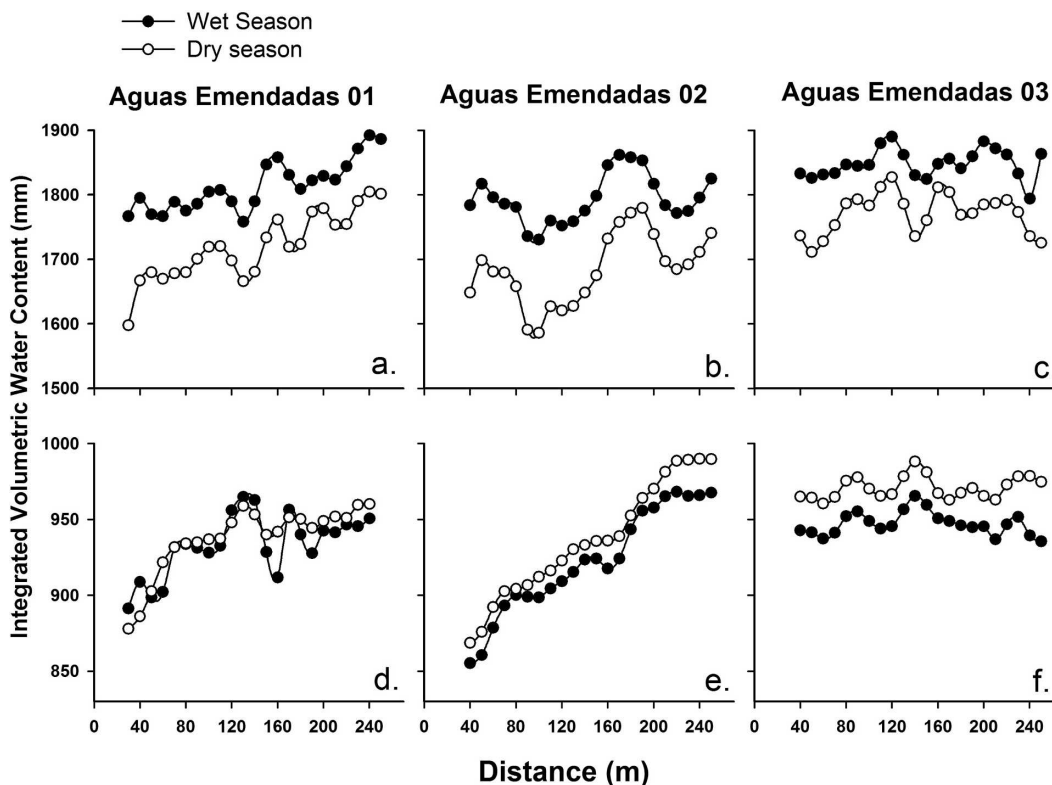 Wet Season
Dry season
Aguas Emendadas 01
Aguas Emendadas 02
Aguas Emendadas 03
Integrated Volumetric Water Content (mm)
1900
1800
1700
1600
1500
a.
b.
c.
1000
950
900
850
d.
e.
f.
0 40 80 120 160 200 240
0 40 80 120 160 200 240
0 40 80 120 160 200 240
Distance (m)